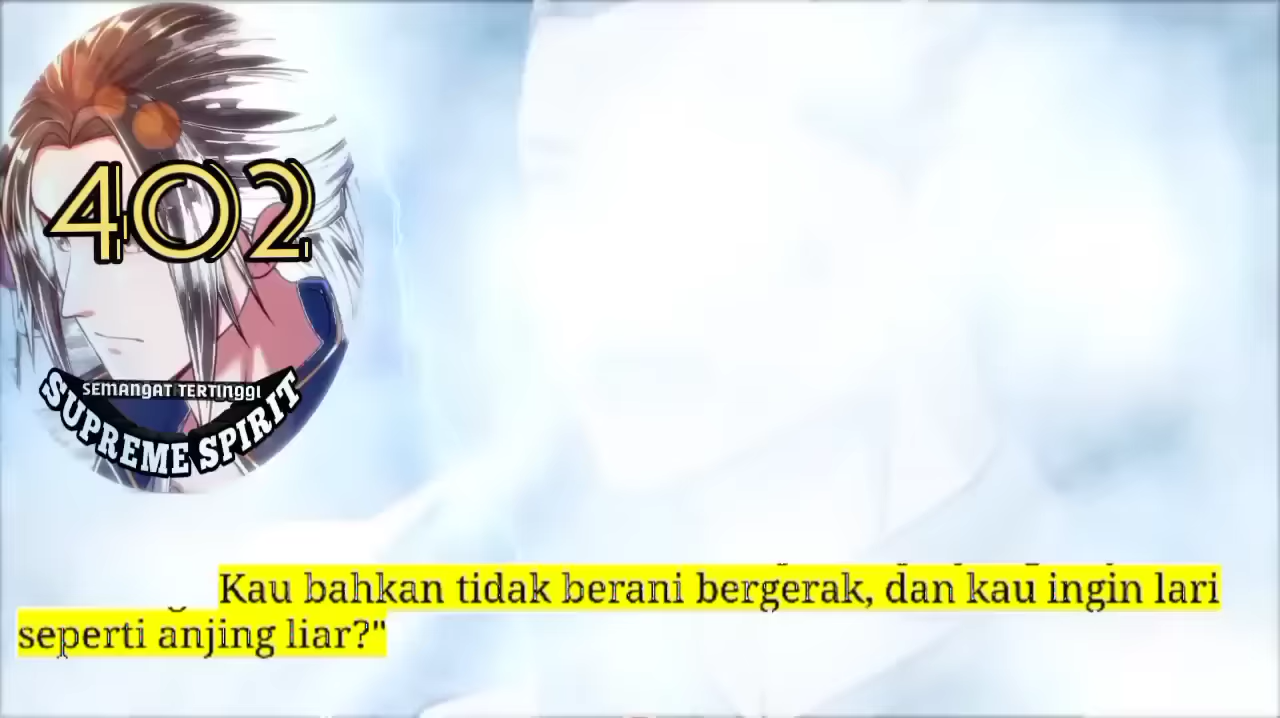 402
SEMANGAT TERTINGGI
SUPREME SPIRIT
Kau bahkan tidak berani bergerak, dan kau ingin lari
seperti anjing liar?"